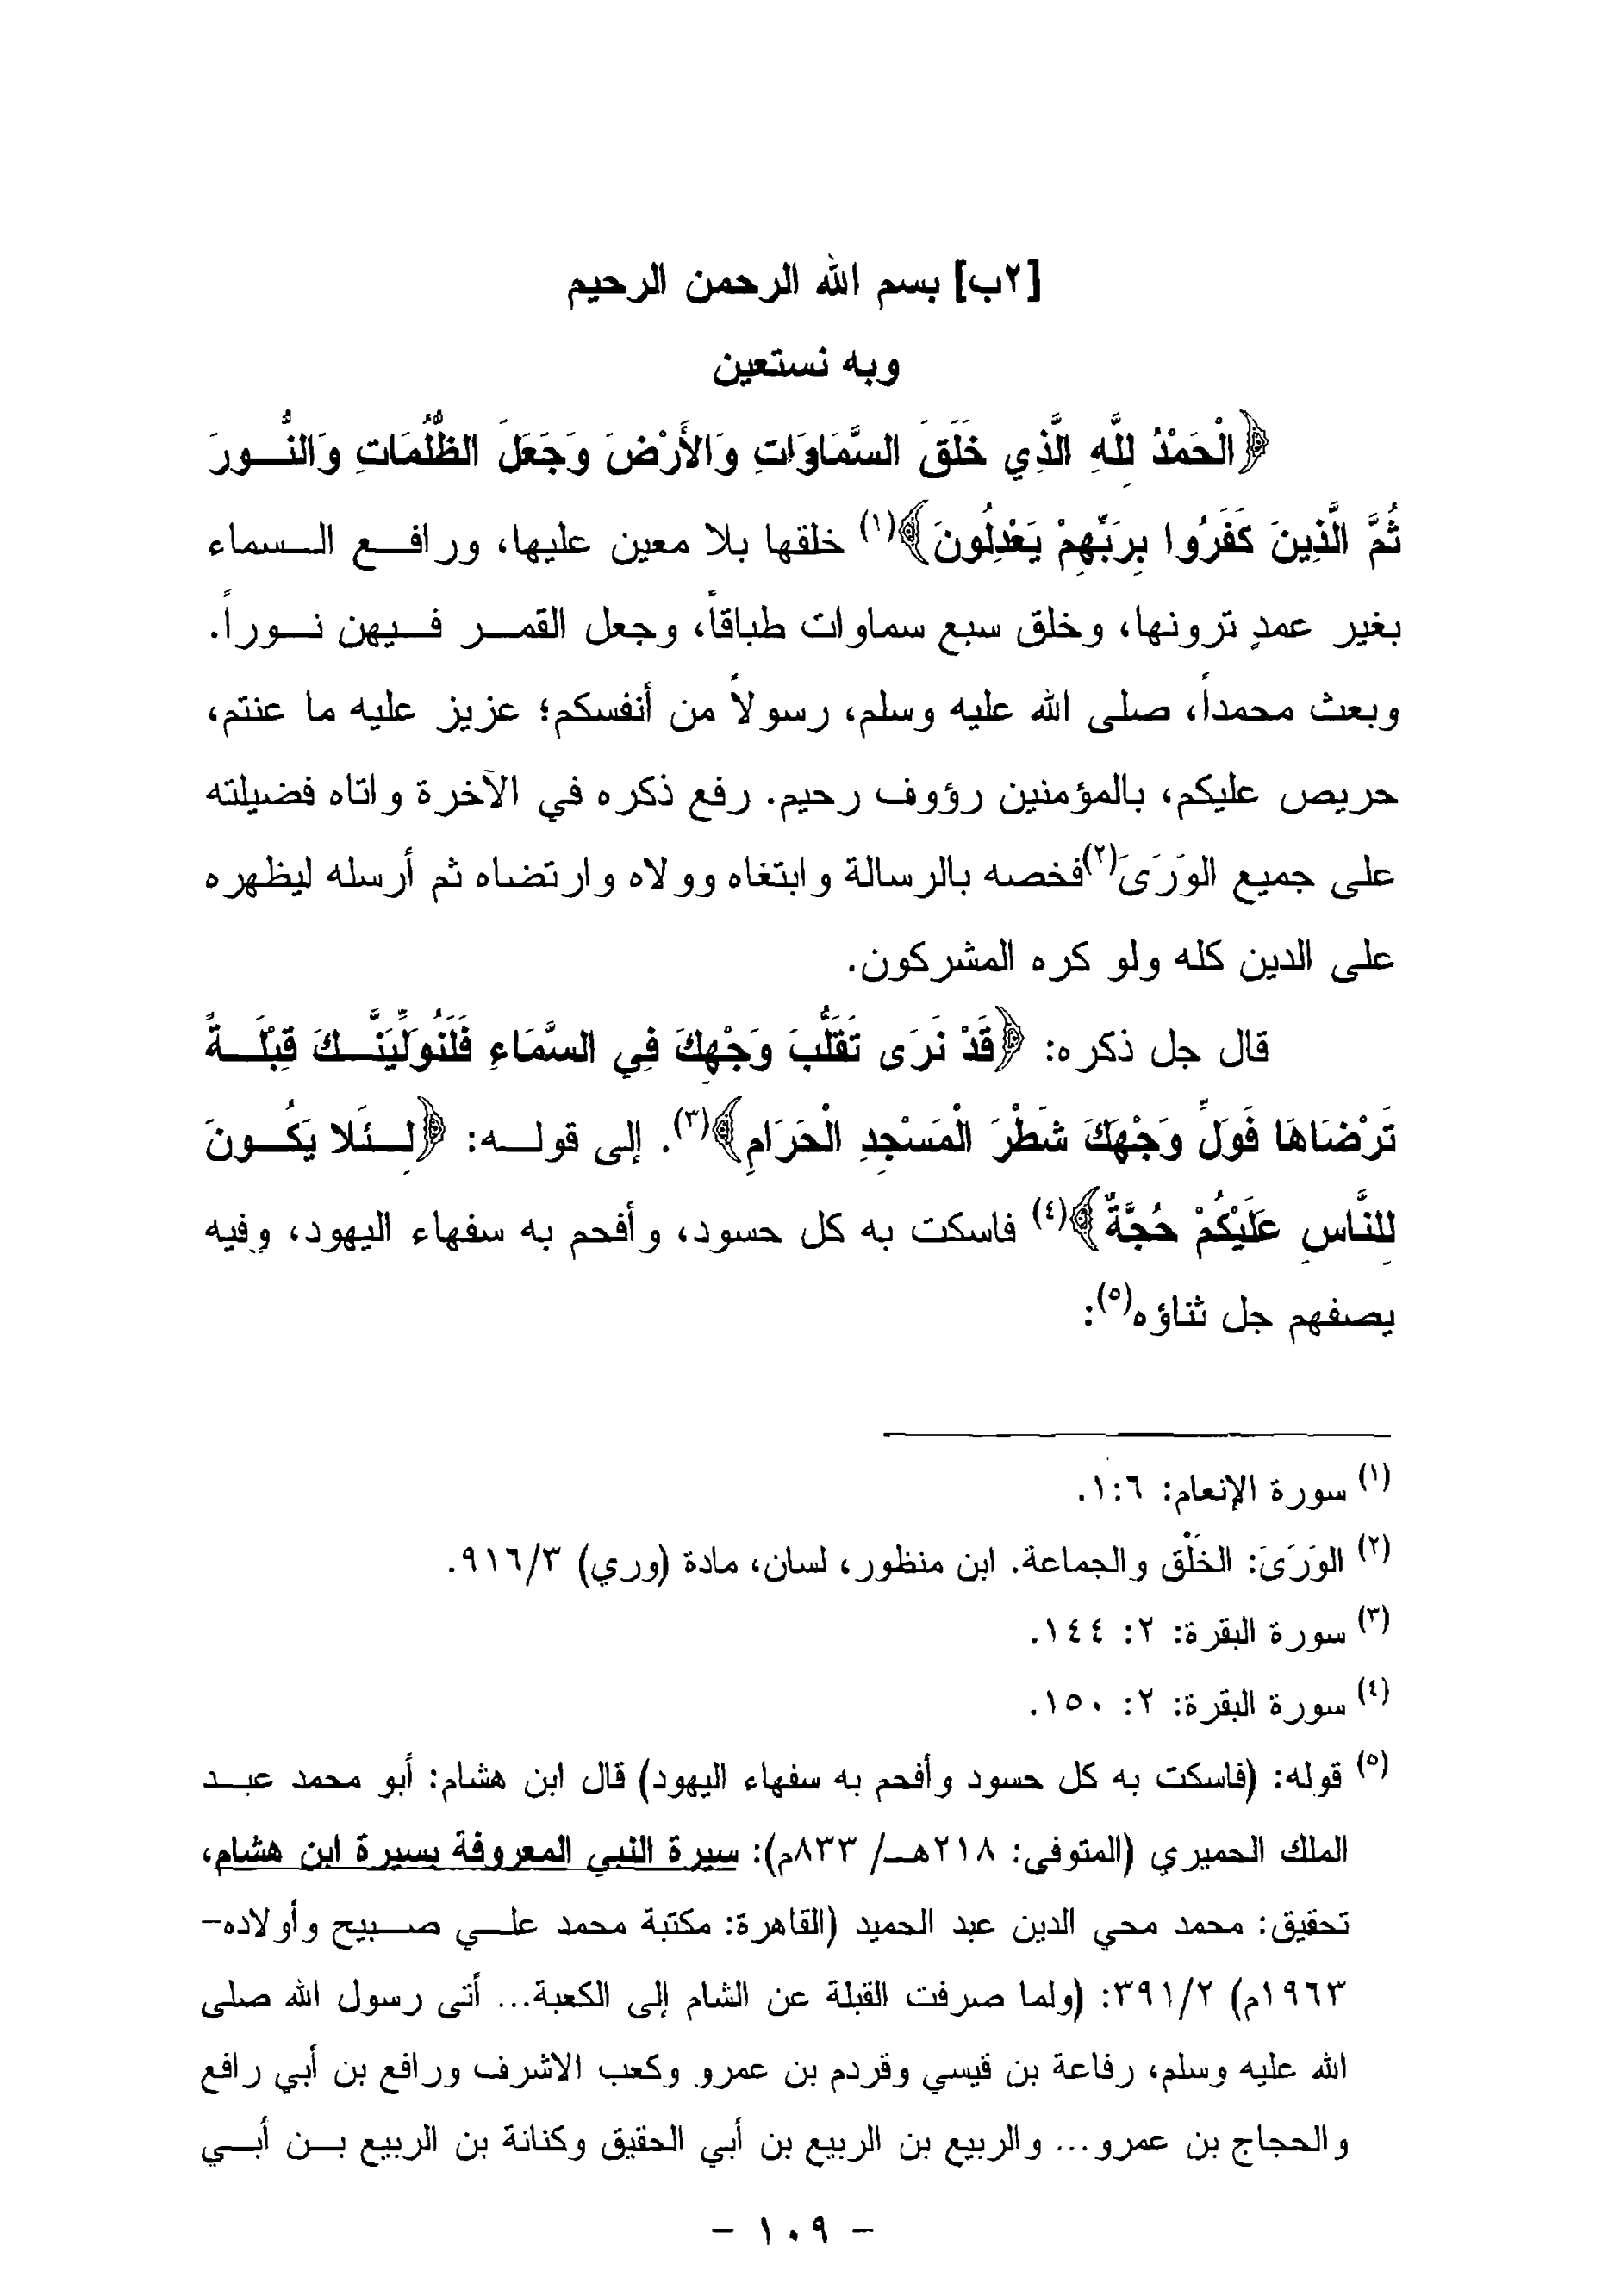 [٢ب] بسم الله الرحمن الرحيم
وبه نستعين
﴿الْحَمْدُ لِلَّهِ الَّذِي خَلَقَ السَّمَاوَاتِ وَالأَرْضَ وَجَعَلَ الظُّلُمَاتِ وَالنُّورَ
ثُمَّ الَّذِينَ كَفَرُوا بِرَبِّهِمْ يَعْدِلُونَ﴾(١) خلقها بلا معين عليها، ورافع السماء
بغير عمدٍ ترونها، وخلق سبع سماوات طباقاً، وجعل القمر فيهن نوراً.
وبعث محمداً، صلى الله عليه وسلم، رسولاً من أنفسكم؛ عزيز عليه ما عنتم،
حريص عليكم، بالمؤمنين رؤوف رحيم. رفع ذكره في الآخرة واتاه فضيلته
على جميع الوَرَىَ(٢)فخصه بالرسالة وابتغاه وولاه وارتضاه ثم أرسله ليظهره
على الدين كله ولو كره المشركون.
قال جل ذكره: ﴿قَدْ نَرَى تَقَلُّبَ وَجْهِكَ فِي السَّمَاءِ فَلَنُوَلِّيَنَّكَ قِبْلَةً
تَرْضَاهَا فَوَلِّ وَجْهَكَ شَطْرَ الْمَسْجِدِ الْحَرَامِ﴾(٣). إلى قوله: ﴿لِئَلا يَكُونَ
لِلنَّاسِ عَلَيْكُمْ حُجَّةٌ﴾(٤) فاسكت به كل حسود، وأفحم به سفهاء اليهود، وفيه
يصفهم جل ثناؤه(٥):
(١) سورة الإنعام: ١:٦.
(٢) الوَرَىَ: الخَلْق والجماعة. ابن منظور، لسان، مادة (وري) ٩١٦/٣.
(٣) سورة البقرة: ٢: ١٤٤.
(٤) سورة البقرة: ٢: ١٥٠.
(٥) قوله: (فاسكت به كل حسود وأفحم به سفهاء اليهود) قال ابن هشام: أبو محمد عبد
الملك الحميري (المتوفى: ٢١٨هـ/ ٨٣٣م): سيرة النبي المعروفة بسيرة ابن هشام،
تحقيق: محمد محي الدين عبد الحميد (القاهرة: مكتبة محمد علي صبيح وأولاده-
١٩٦٣م) ٣٩١/٢: (ولما صرفت القبلة عن الشام إلى الكعبة... أتى رسول الله صلى
الله عليه وسلم، رفاعة بن قيسي وقردم بن عمرو وكعب الاشرف ورافع بن أبي رافع
والحجاج بن عمرو... والربيع بن الربيع بن أبي الحقيق وكنانة بن الربيع بن أبي
- ١٠٩ -